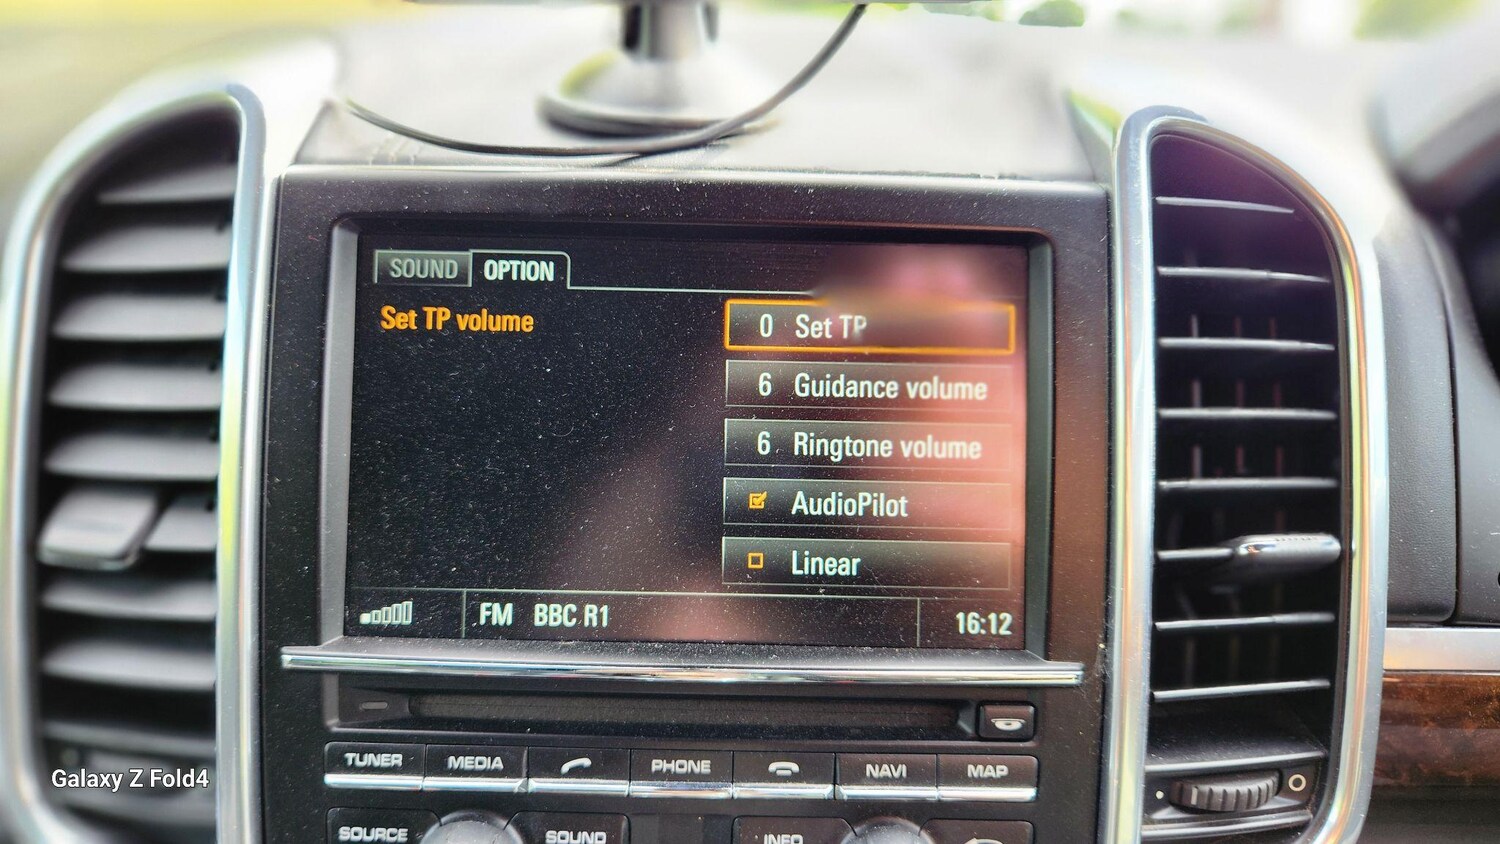 SOUND OPTION
Set TP volume
0 Set TP
6 Guidance volume
6 Ringtone volume
AudioPilot
Linear
FM BBC R1 16:12
TUNER MEDIA PHONE NAVI MAP
SOURCE SOUND INFO
Galaxy Z Fold4